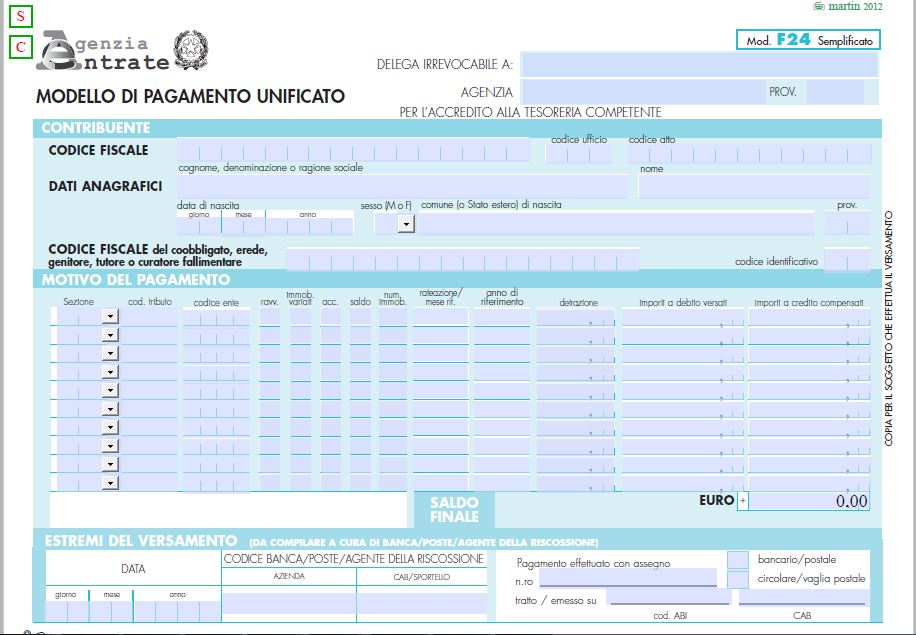 martin 2012
S
C
Agenzia
Entrate
Mod. F24 Semplificato
DELEGA IRREVOCABILE A:
AGENZIA
PROV.
MODELLO DI PAGAMENTO UNIFICATO
PER L'ACCREDITO ALLA TESORERIA COMPETENTE
CONTRIBUENTE
CODICE FISCALE
codice ufficio
codice atto
cognome, denominazione o ragione sociale
nome
DATI ANAGRAFICI
data di nascita
sesso (M o F)
comune (o Stato estero) di nascita
prov.
giorno mese anno
CODICE FISCALE del coobbligato, erede,
genitore, tutore o curatore fallimentare
codice identificativo
MOTIVO DEL PAGAMENTO
Sezione
cod. tributo
codice ente
ravv.
immob.
variati
acc.
saldo
num.
immob.
rateazione/
mese rif.
anno di
riferimento
detrazione
importi a debito versati
importi a credito compensati
SALDO
FINALE
EURO + 0,00
ESTREMI DEL VERSAMENTO (DA COMPILARE A CURA DI BANCA/POSTE/AGENTE DELLA RISCOSSIONE)
DATA
CODICE BANCA/POSTE/AGENTE DELLA RISCOSSIONE
AZIENDA
CAB/SPORTELLO
giorno mese anno
Pagamento effettuato con assegno
bancario/postale
n.ro
circolare/vaglia postale
tratto / emesso su
cod. ABI
CAB
COPIA PER IL SOGGETTO CHE EFFETTUA IL VERSAMENTO